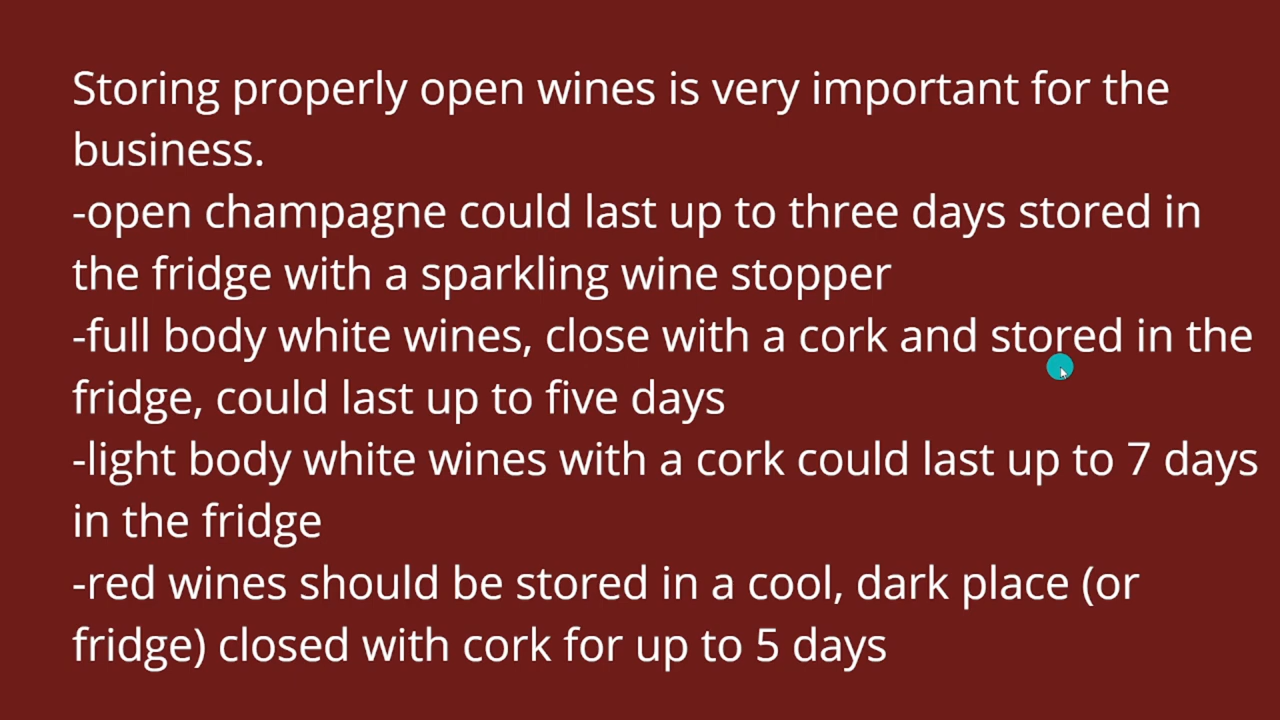 Storing properly open wines is very important for the
business.
-open champagne could last up to three days stored in
the fridge with a sparkling wine stopper
-full body white wines, close with a cork and stored in the
fridge, could last up to five days
-light body white wines with a cork could last up to 7 days
in the fridge
-red wines should be stored in a cool, dark place (or
fridge) closed with cork for up to 5 days